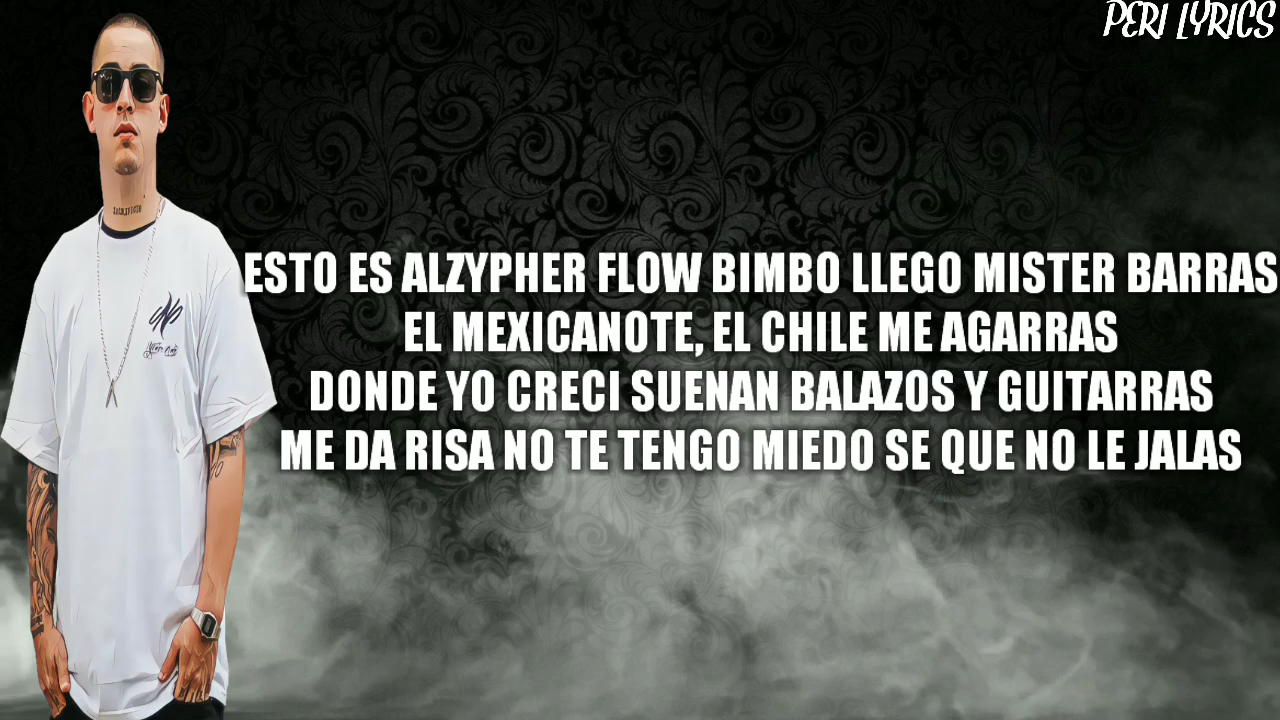 PERI LYRICS
ESTO ES ALZYPHER FLOW BIMBO LLEGO MISTER BARRAS
EL MEXICANOTE, EL CHILE ME AGARRAS
DONDE YO CRECI SUENAN BALAZOS Y GUITARRAS
ME DA RISA NO TE TENGO MIEDO SE QUE NO LE JALAS